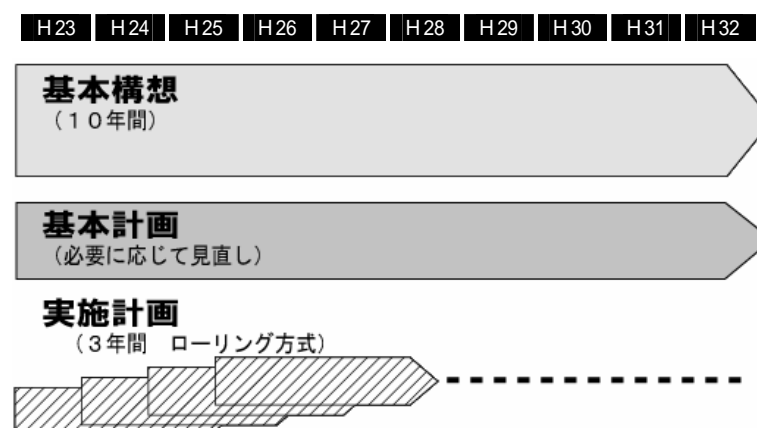 H23 H24 H25 H26 H27 H28 H29 H30 H31 H32
基本構想
（１０年間）
基本計画
（必要に応じて見直し）
実施計画
（３年間　ローリング方式）